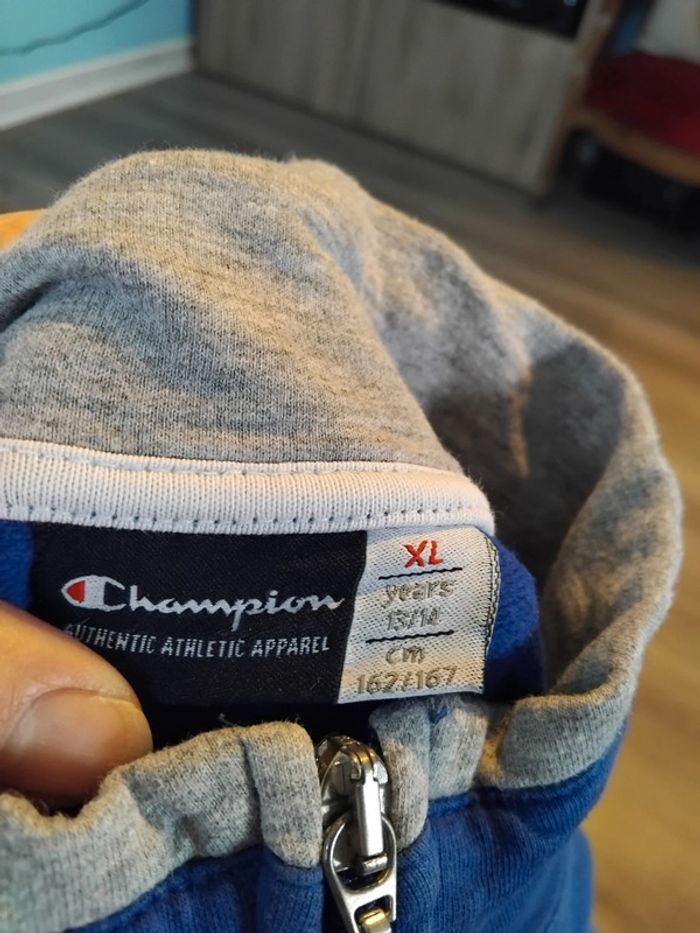 Champion
AUTHENTIC ATHLETIC APPAREL
XL
years
13/14
cm
162/167